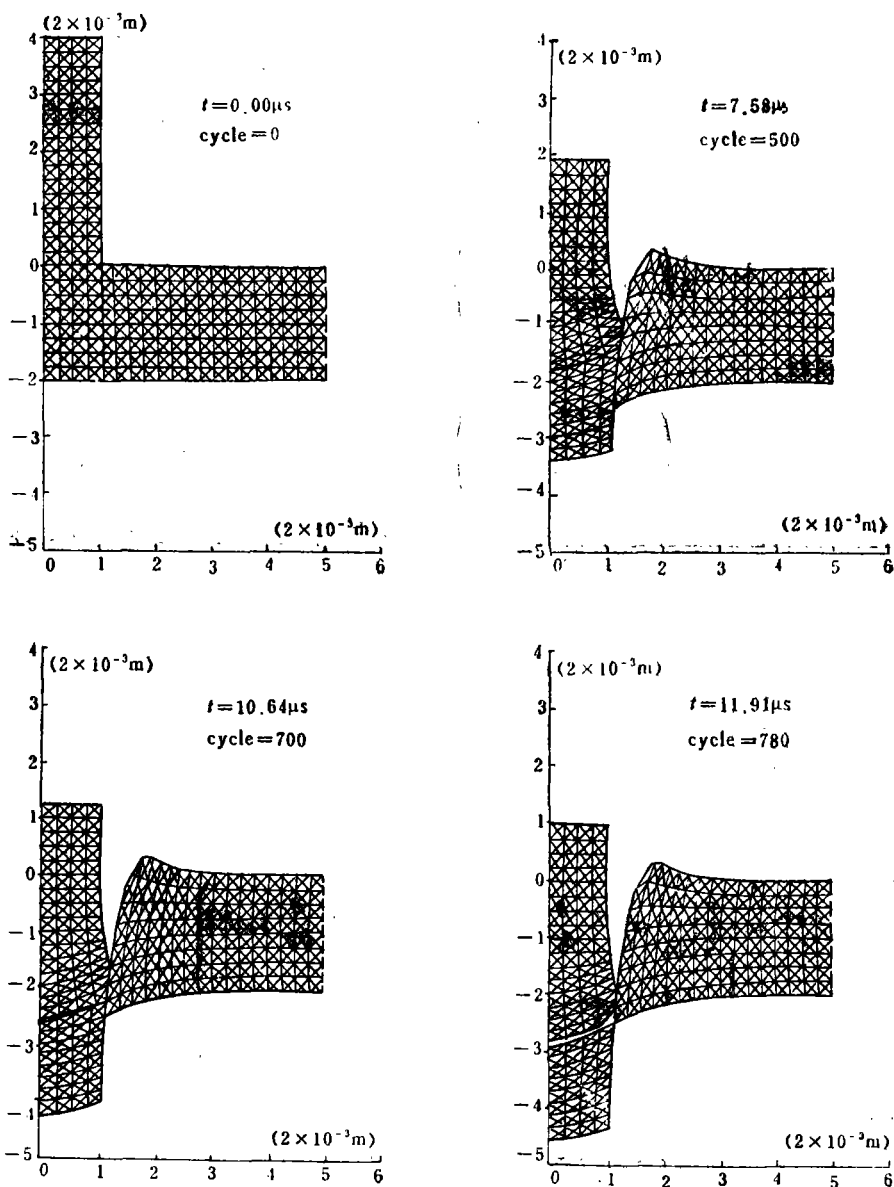 (2×10⁻³m)
4
3
2
1
0
−1
−2
−3
−4
−5
t=0.00μs
cycle=0
(2×10⁻³m)
0 1 2 3 4 5 6
4
(2×10⁻³m)
3
2
1
0
−1
−2
−3
−4
−5
t=7.58μs
cycle=500
(2×10⁻³m)
0 1 2 3 4 5 6
4
(2×10⁻³m)
3
2
1
0
−1
−2
−3
−4
−5
t=10.64μs
cycle=700
(2×10⁻³m)
0 1 2 3 4 5 6
4
(2×10⁻³m)
3
2
1
0
−1
−2
−3
−4
−5
t=11.91μs
cycle=780
(2×10⁻³m)
0 1 2 3 4 5 6